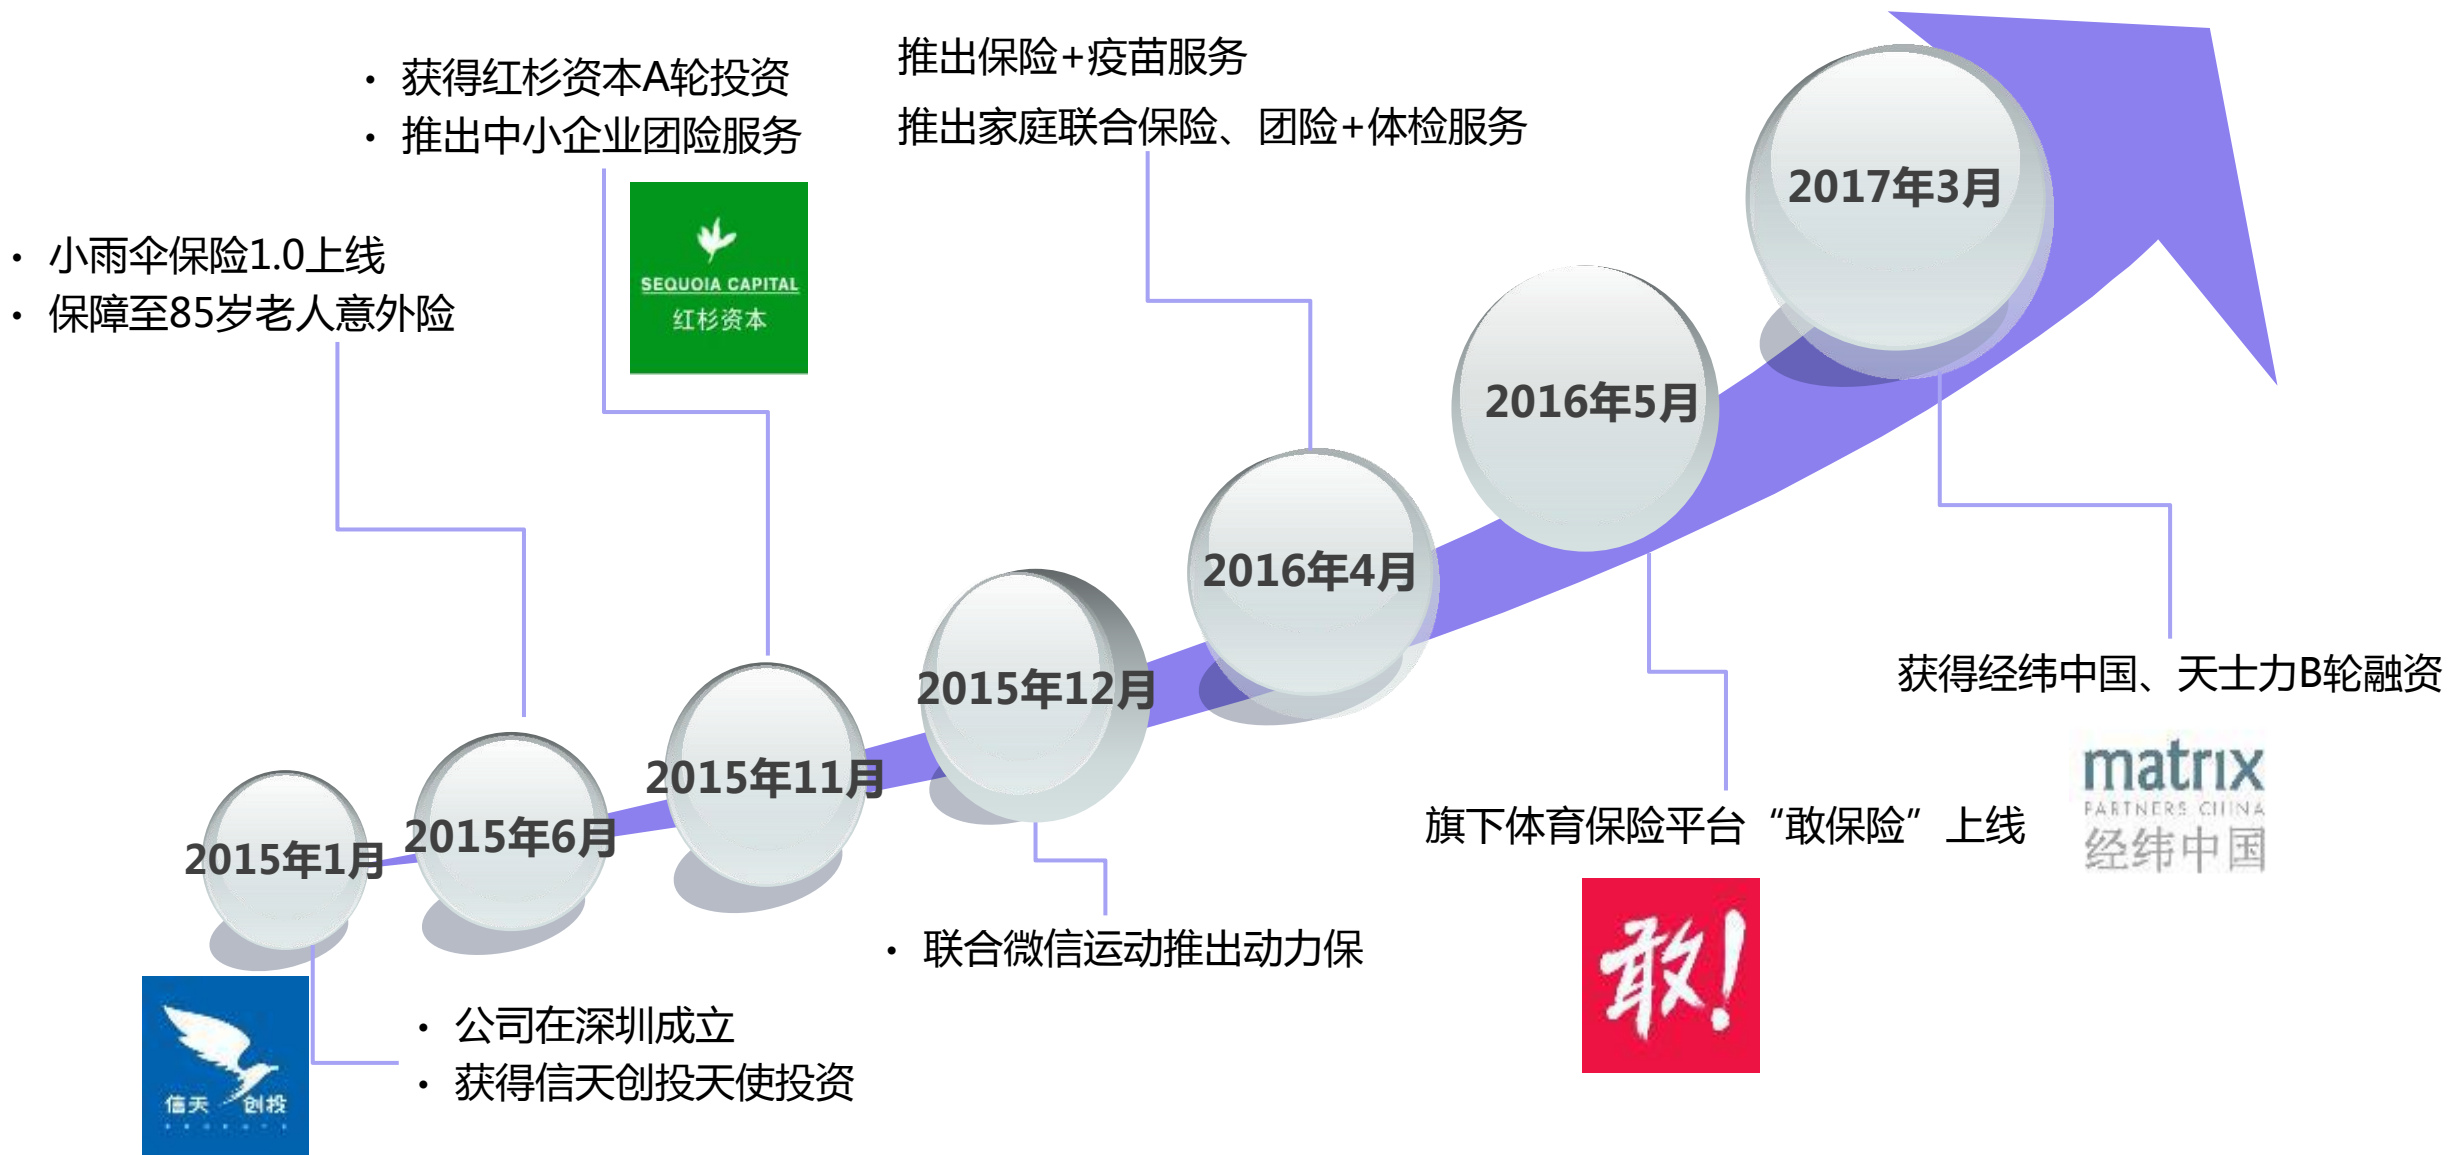 · 获得红杉资本A轮投资
· 推出中小企业团险服务
推出保险+疫苗服务
推出家庭联合保险、团险+体检服务
2017年3月
SEQUOIA CAPITAL
红杉资本
· 小雨伞保险1.0上线
· 保障至85岁老人意外险
2016年5月
2016年4月
2015年12月
2015年11月
2015年6月
2015年1月
获得经纬中国、天士力B轮融资
matrix
PARTNERS CHINA
经纬中国
旗下体育保险平台“敢保险”上线
敢!
· 联合微信运动推出动力保
· 公司在深圳成立
· 获得信天创投天使投资
信天 创投